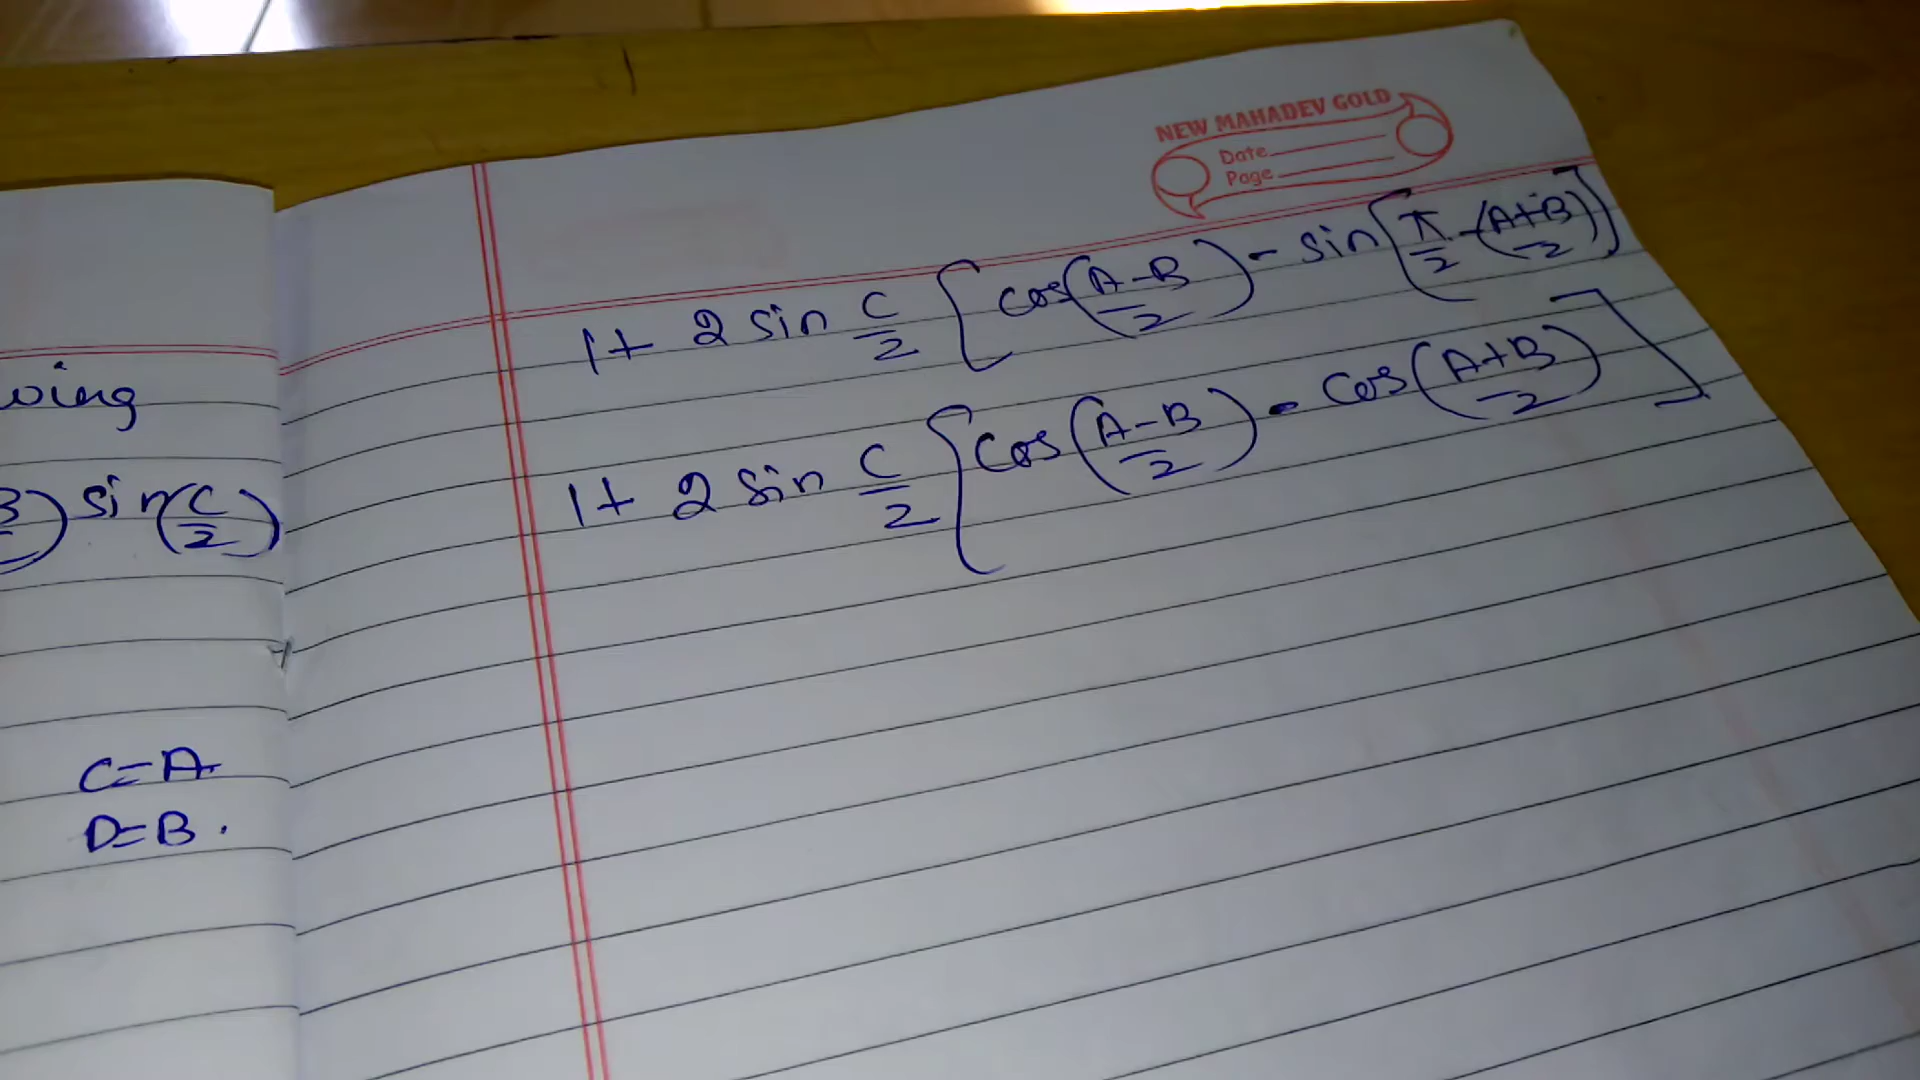 wing
B) sin(C/2)
C=A.
D=B.
NEW MAHADEV GOLD
Date
Page
1+ 2 sin C/2 [cos(A-B/2) - sin[π/2 - (A+B/2)]]
1+ 2 sin C/2 [cos(A-B/2) - cos(A+B/2)]